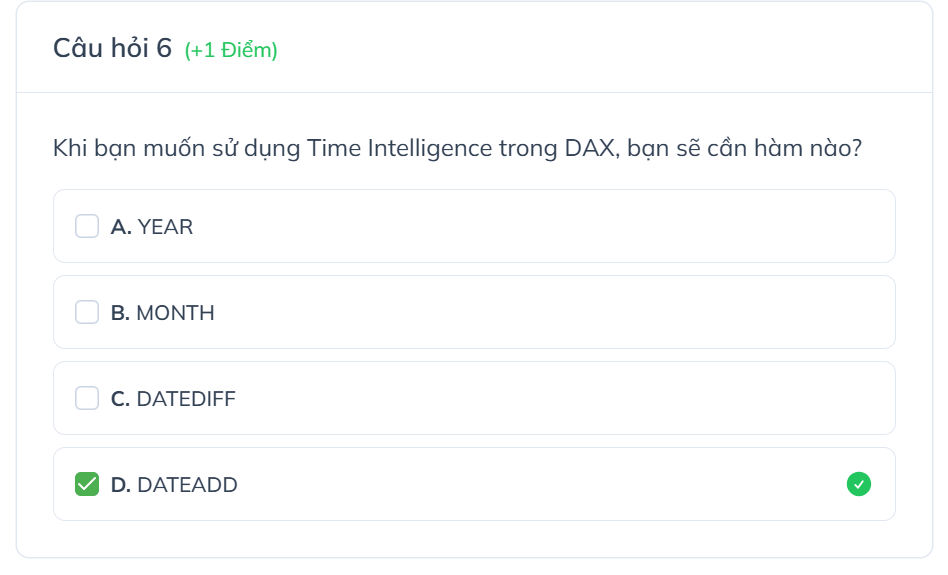 Câu hỏi 6 (+1 Điểm)
Khi bạn muốn sử dụng Time Intelligence trong DAX, bạn sẽ cần hàm nào?
A. YEAR
B. MONTH
C. DATEDIFF
D. DATEADD